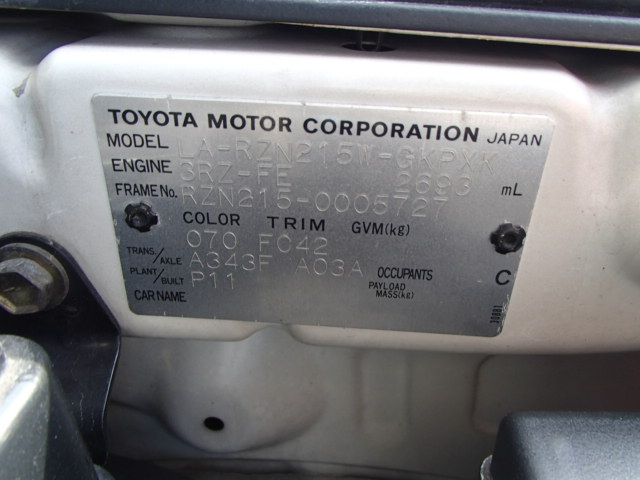 TOYOTA MOTOR CORPORATION JAPAN
MODEL LA-RZN215W-GKPXK
ENGINE 3RZ-FE 2693 mL
FRAME No. RZN215-0005727
COLOR TRIM GVM(kg)
070 FC42
TRANS./AXLE A343F A03A OCCUPANTS C
PLANT/BUILT P11 PAYLOAD MASS(kg)
CAR NAME